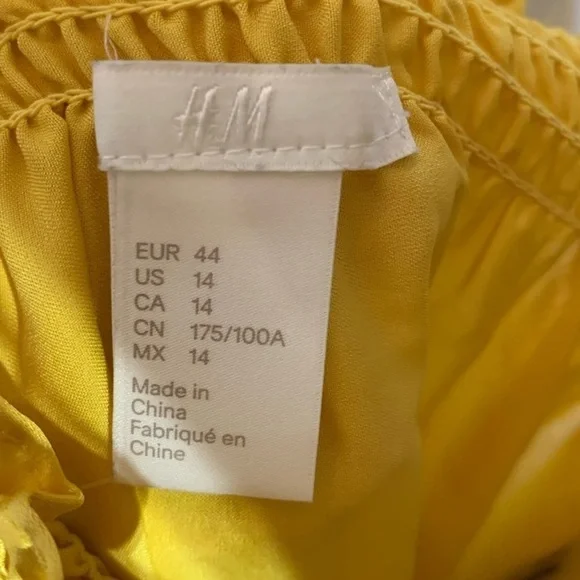 H&M
EUR 44
US 14
CA 14
CN 175/100A
MX 14
Made in
China
Fabriqué en
Chine